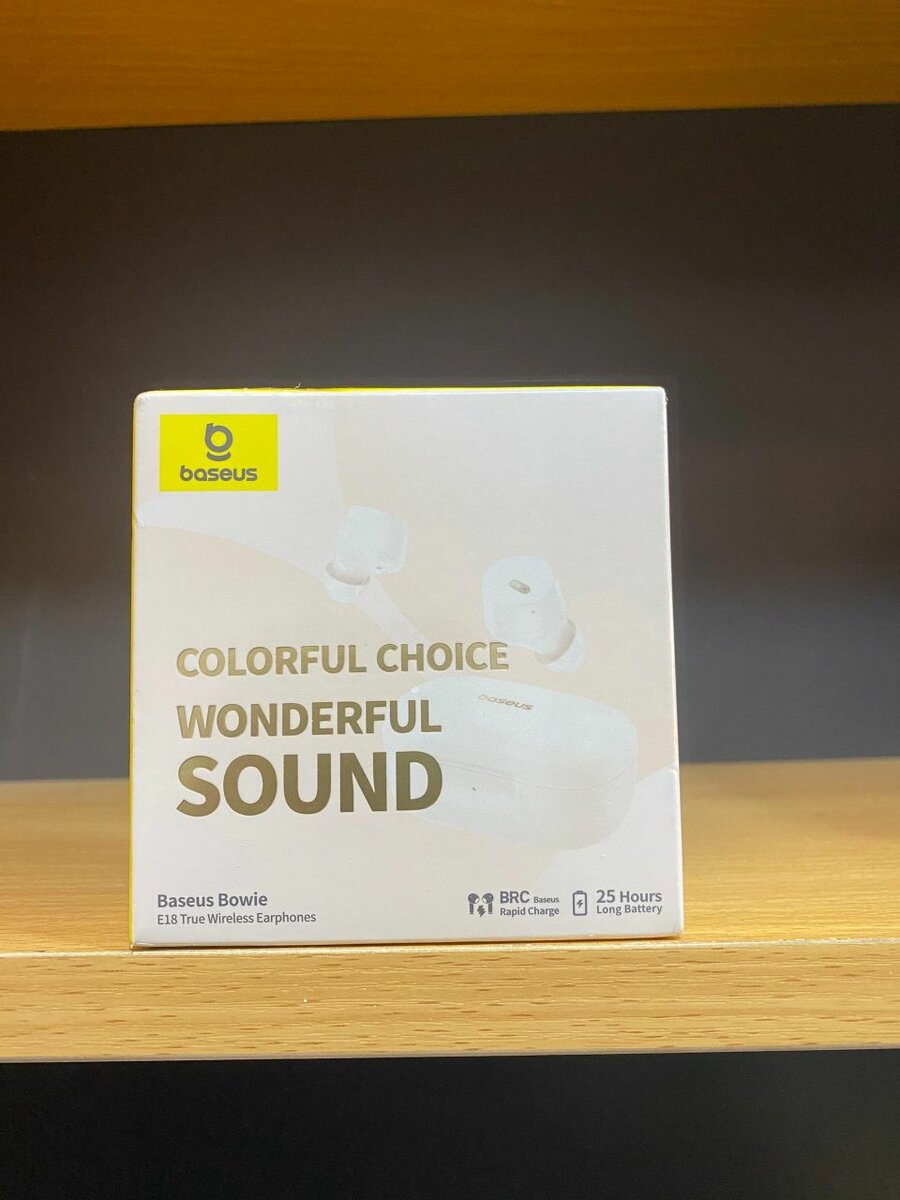 baseus
baseus
COLORFUL CHOICE
WONDERFUL
SOUND
Baseus Bowie
E18 True Wireless Earphones
BRC Baseus
Rapid Charge
25 Hours
Long Battery